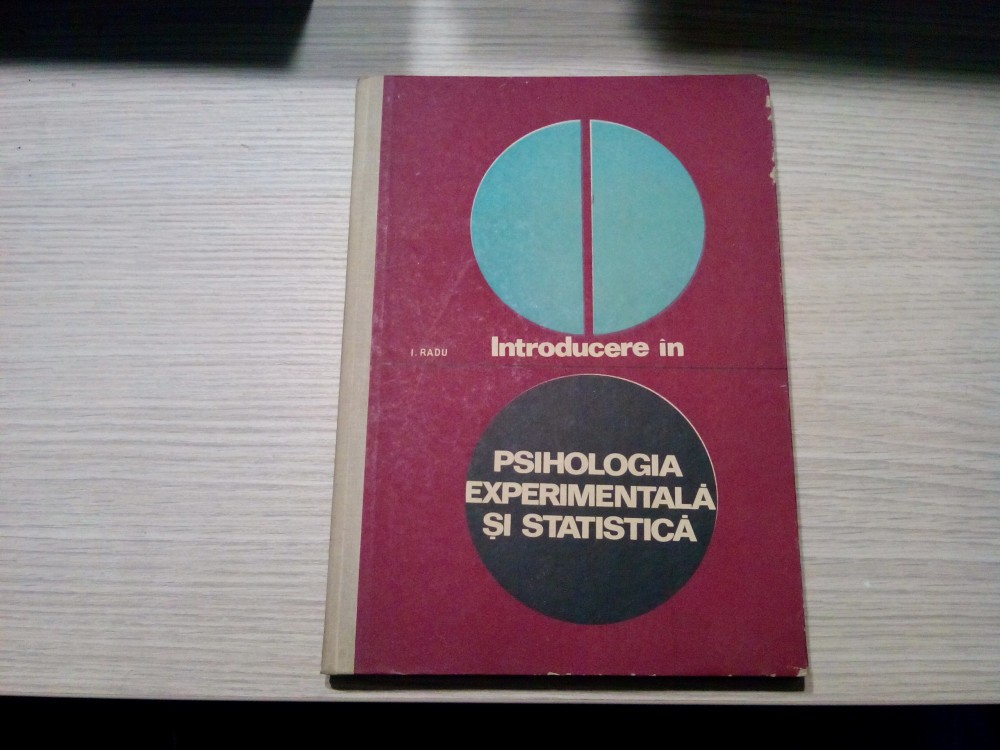 I. RADU
Introducere în
PSIHOLOGIA
EXPERIMENTALĂ
ȘI STATISTICĂ